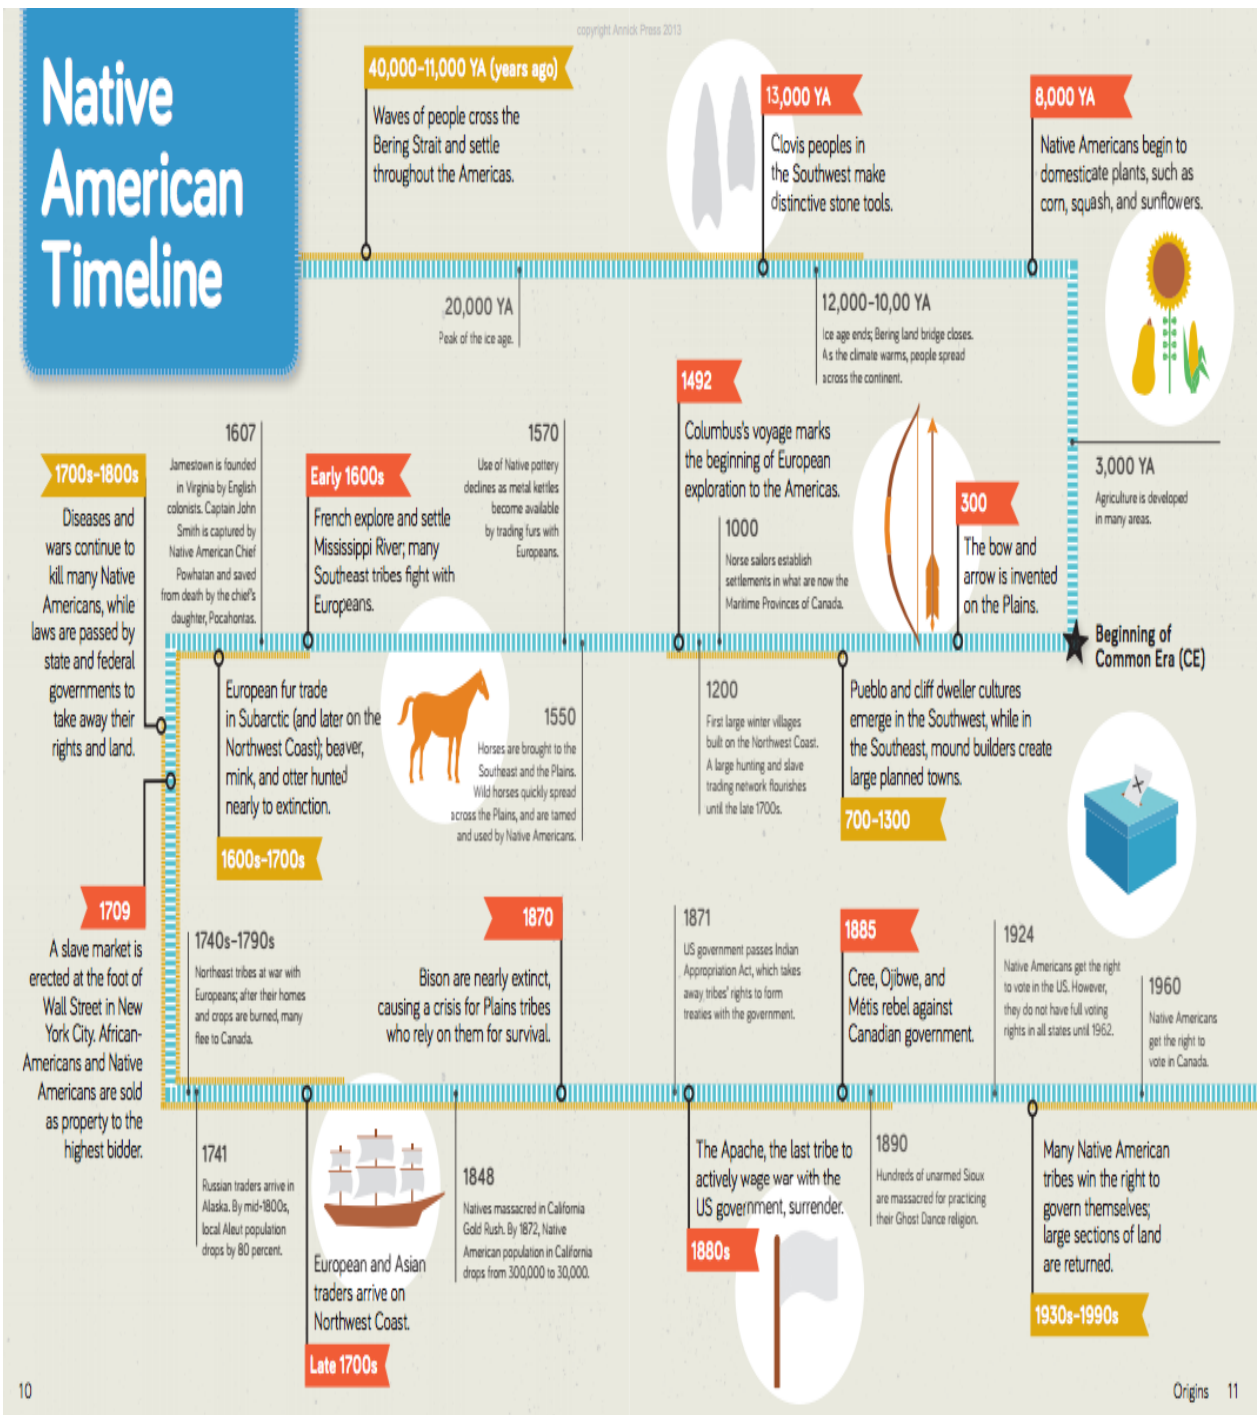 copyright Annick Press 2013
Native
American
Timeline
40,000-11,000 YA (years ago)
Waves of people cross the
Bering Strait and settle
throughout the Americas.
13,000 YA
Clovis peoples in
the Southwest make
distinctive stone tools.
8,000 YA
Native Americans begin to
domesticate plants, such as
corn, squash, and sunflowers.
20,000 YA
Peak of the ice age.
12,000-10,00 YA
Ice age ends; Bering land bridge closes.
As the climate warms, people spread
across the continent.
3,000 YA
Agriculture is developed
in many areas.
Beginning of
Common Era (CE)
300
The bow and
arrow is invented
on the Plains.
700-1300
Pueblo and cliff dweller cultures
emerge in the Southwest, while in
the Southeast, mound builders create
large planned towns.
1000
Norse sailors establish
settlements in what are now the
Maritime Provinces of Canada.
1200
First large winter villages
built on the Northwest Coast.
A large hunting and slave
trading network flourishes
until the late 1700s.
1492
Columbus's voyage marks
the beginning of European
exploration to the Americas.
1550
Horses are brought to the
Southeast and the Plains.
Wild horses quickly spread
across the Plains, and are tamed
and used by Native Americans.
1570
Use of Native pottery
declines as metal kettles
become available
by trading furs with
Europeans.
Early 1600s
French explore and settle
Mississippi River; many
Southeast tribes fight with
Europeans.
1607
Jamestown is founded
in Virginia by English
colonists. Captain John
Smith is captured by
Native American Chief
Powhatan and saved
from death by the chief's
daughter, Pocahontas.
European fur trade
in Subarctic (and later on the
Northwest Coast); beaver,
mink, and otter hunted
nearly to extinction.
1600s-1700s
1700s-1800s
Diseases and
wars continue to
kill many Native
Americans, while
laws are passed by
state and federal
governments to
take away their
rights and land.
1709
A slave market is
erected at the foot of
Wall Street in New
York City. African-
Americans and Native
Americans are sold
as property to the
highest bidder.
1740s-1790s
Northeast tribes at war with
Europeans; after their homes
and crops are burned, many
flee to Canada.
1741
Russian traders arrive in
Alaska. By mid-1800s,
local Aleut population
drops by 80 percent.
European and Asian
traders arrive on
Northwest Coast.
Late 1700s
1848
Natives massacred in California
Gold Rush. By 1872, Native
American population in California
drops from 300,000 to 30,000.
1870
Bison are nearly extinct,
causing a crisis for Plains tribes
who rely on them for survival.
1871
US government passes Indian
Appropriation Act, which takes
away tribes' rights to form
treaties with the government.
The Apache, the last tribe to
actively wage war with the
US government, surrender.
1880s
1885
Cree, Ojibwe, and
Métis rebel against
Canadian government.
1890
Hundreds of unarmed Sioux
are massacred for practicing
their Ghost Dance religion.
1924
Native Americans get the right
to vote in the US. However,
they do not have full voting
rights in all states until 1962.
1960
Native Americans
get the right to
vote in Canada.
Many Native American
tribes win the right to
govern themselves;
large sections of land
are returned.
1930s-1990s
10
Origins 11